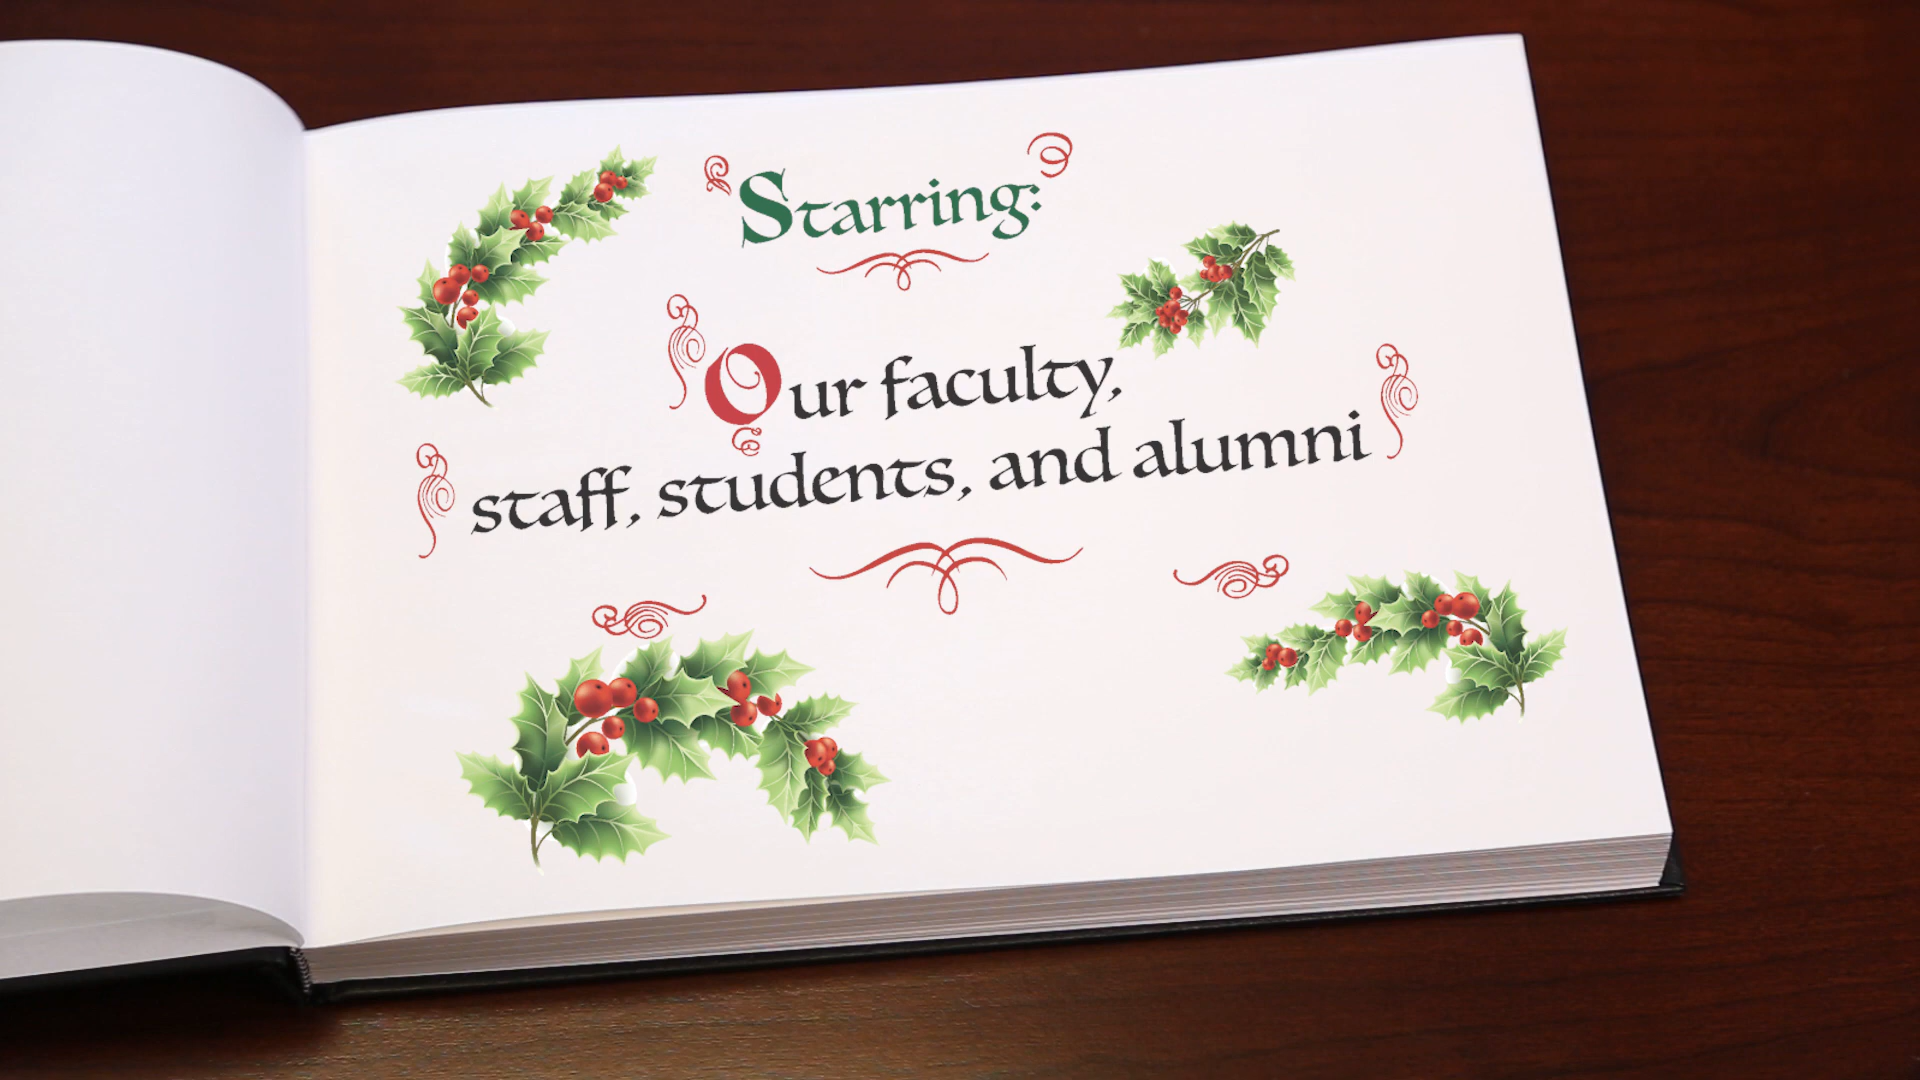 Starring:
Our faculty,
staff, students, and alumni